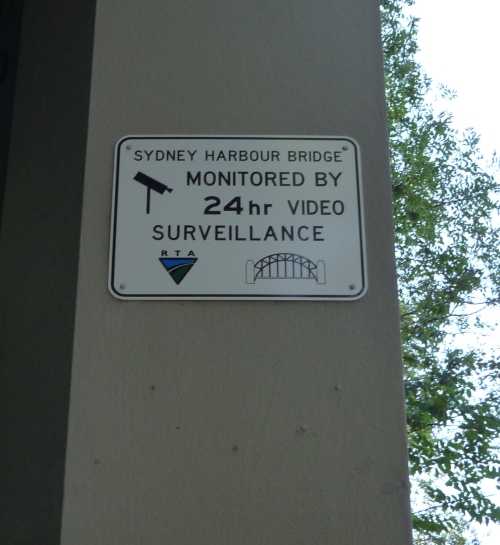 SYDNEY HARBOUR BRIDGE
MONITORED BY
24hr VIDEO
SURVEILLANCE
RTA